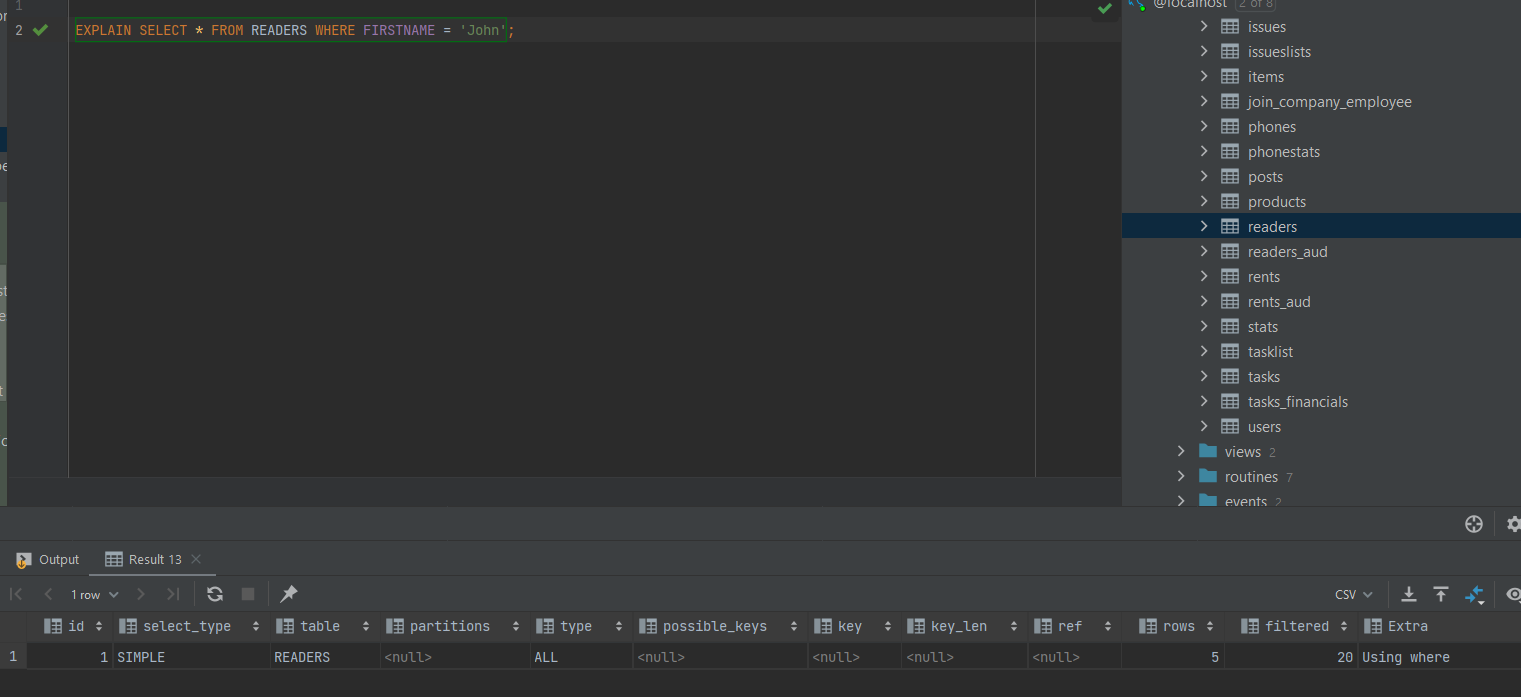 1
2 EXPLAIN SELECT * FROM READERS WHERE FIRSTNAME = 'John';
@localhost 2 of 8
issues
issueslists
items
join_company_employee
phones
phonestats
posts
products
readers
readers_aud
rents
rents_aud
stats
tasklist
tasks
tasks_financials
users
views 2
routines 7
events 2
Output Result 13
1 row CSV
id select_type table partitions type possible_keys key key_len ref rows filtered Extra
1 1 SIMPLE READERS <null> ALL <null> <null> <null> <null> 5 20 Using where